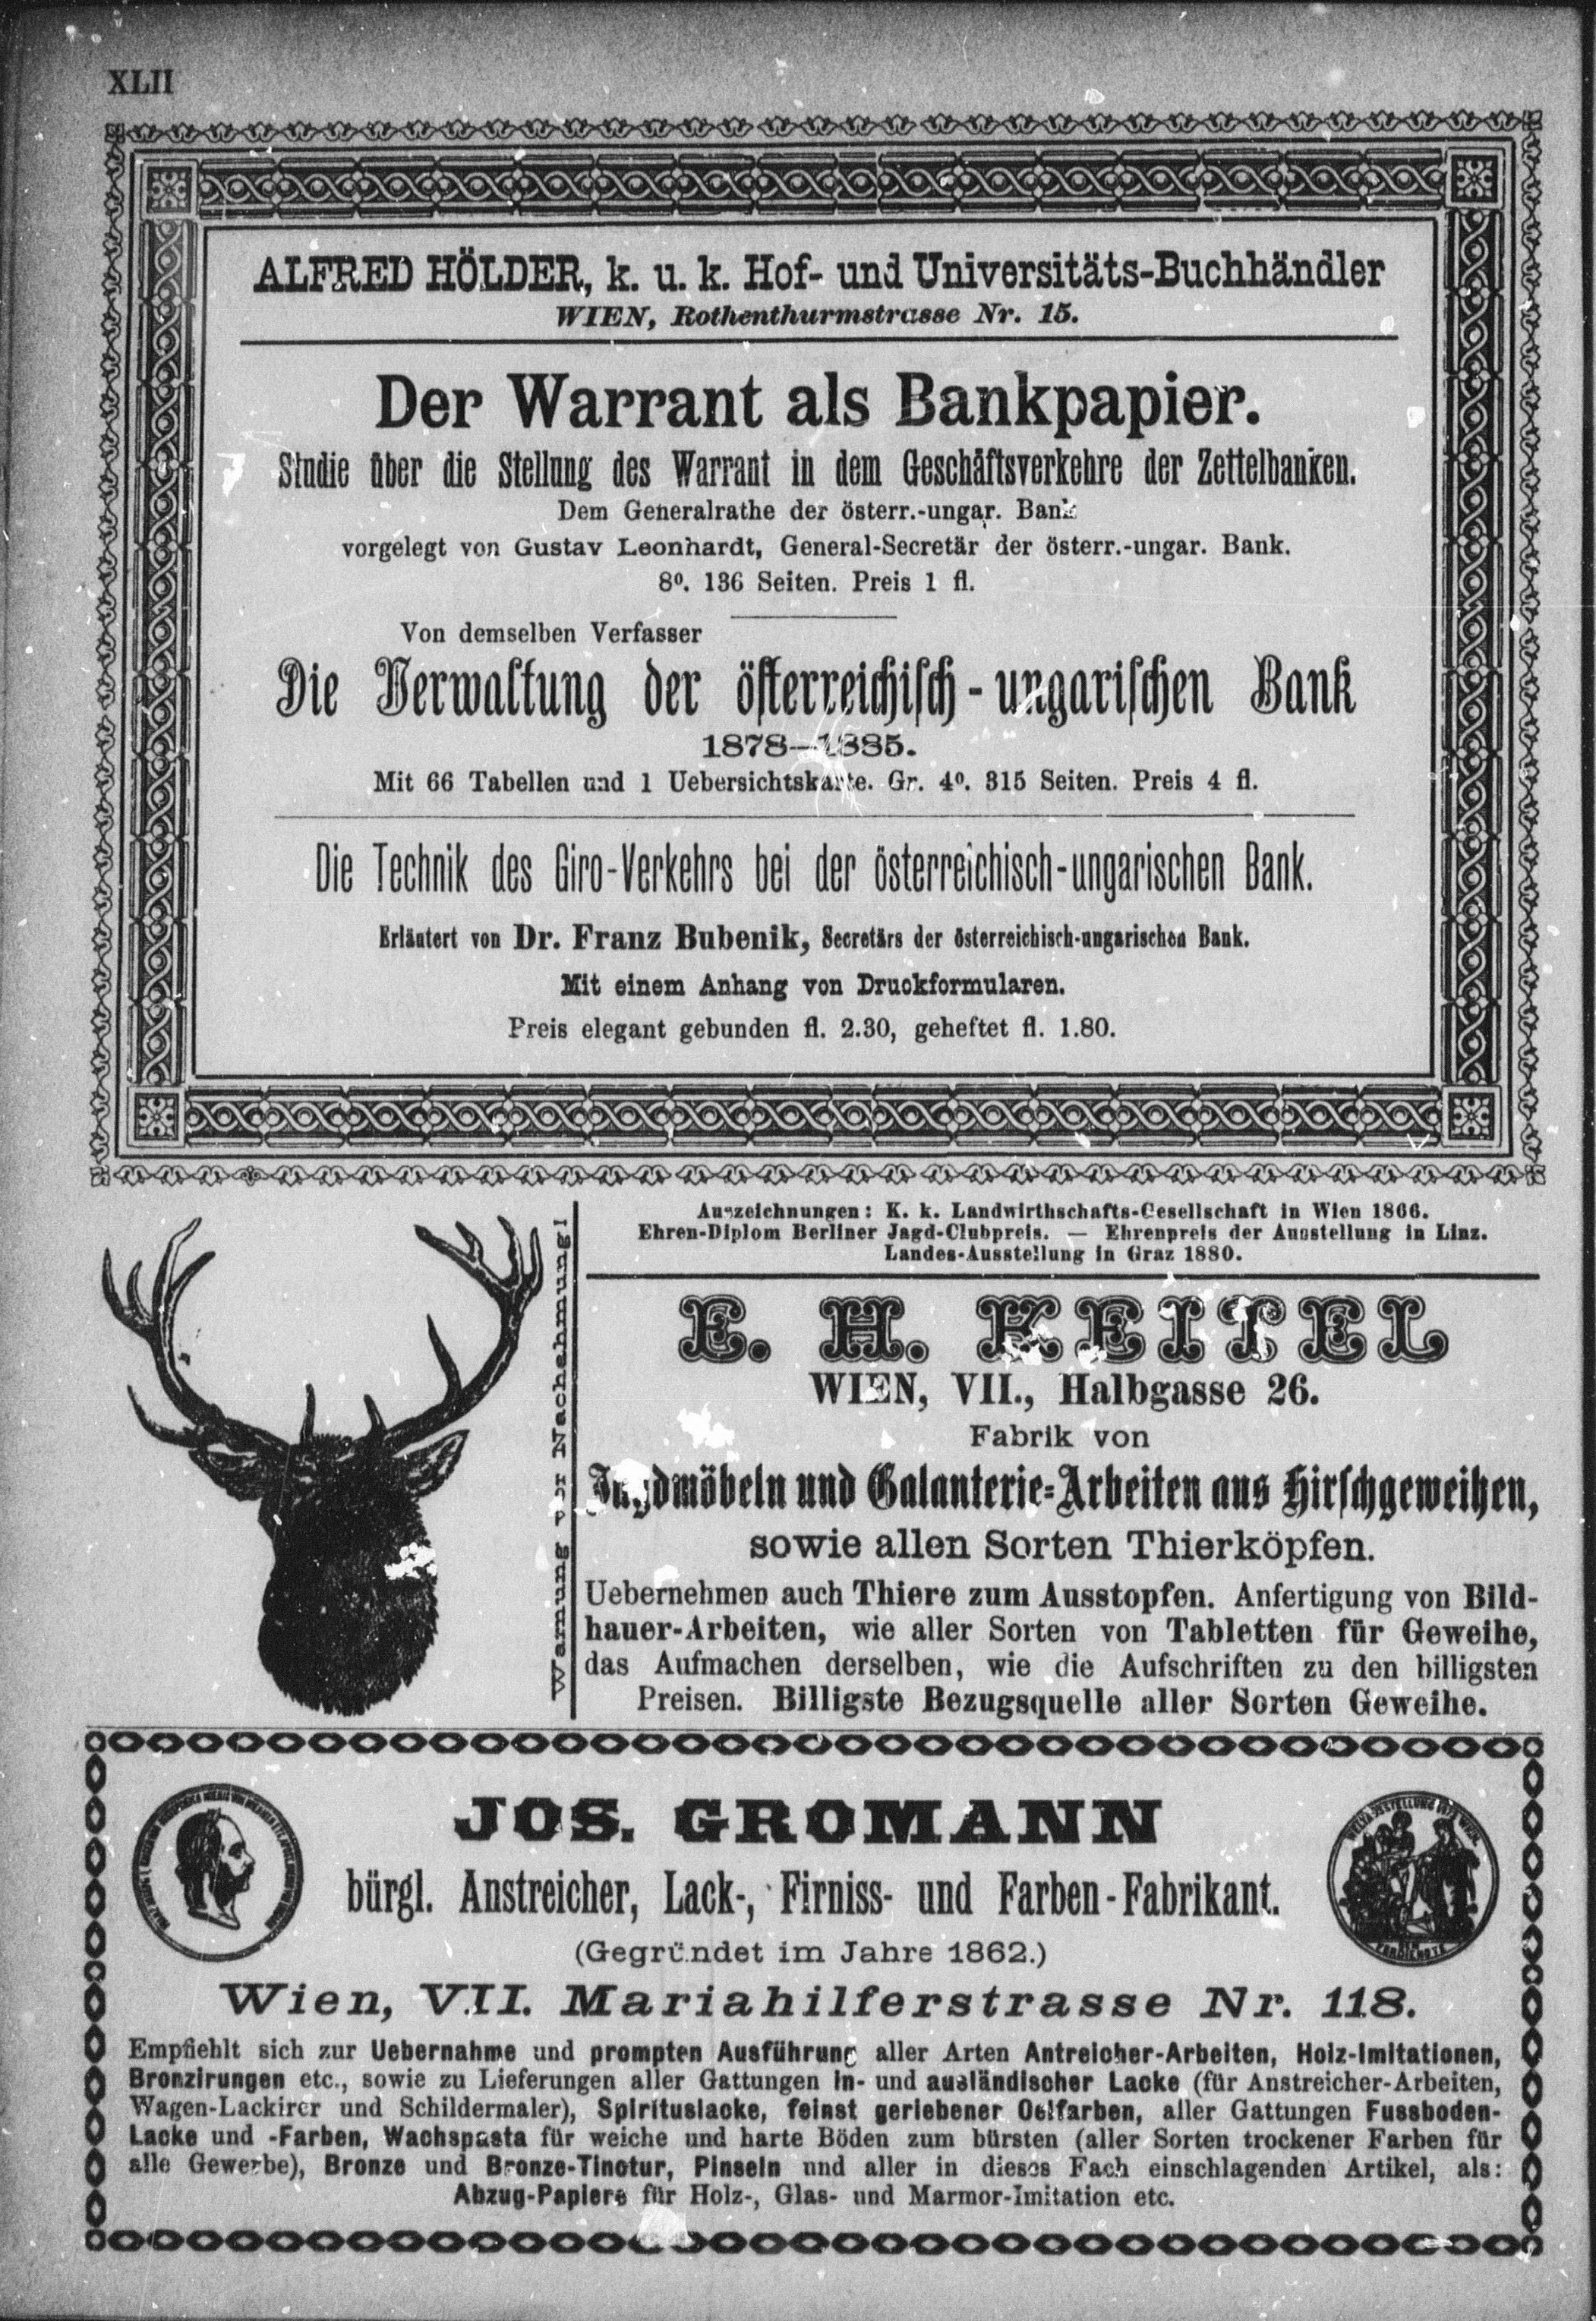 XLII
ALFRED HÖLDER, k. u. k. Hof- und Universitäts-Buchhändler
WIEN, Rothenthurmstrasse Nr. 15.
Der Warrant als Bankpapier.
Studie über die Stellung des Warrant in dem Geschäftsverkehre der Zettelbanken.
Dem Generalrathe der österr.-ungar. Bank
vorgelegt von Gustav Leonhardt, General-Secretär der österr.-ungar. Bank.
8⁰. 136 Seiten. Preis 1 fl.
Von demselben Verfasser
Die Verwaltung der österreichisch-ungarischen Bank
1878—1885.
Mit 66 Tabellen und 1 Uebersichtskarte. Gr. 4⁰. 315 Seiten. Preis 4 fl.
Die Technik des Giro-Verkehrs bei der österreichisch-ungarischen Bank.
Erläutert von Dr. Franz Bubenik, Secretärs der österreichisch-ungarischen Bank.
Mit einem Anhang von Druckformularen.
Preis elegant gebunden fl. 2.30, geheftet fl. 1.80.
Warnung vor Nachahmung!
Auszeichnungen: K. k. Landwirthschafts-Gesellschaft in Wien 1866.
Ehren-Diplom Berliner Jagd-Clubpreis. — Ehrenpreis der Ausstellung in Linz.
Landes-Ausstellung in Graz 1880.
E. H. KEITEL
WIEN, VII., Halbgasse 26.
Fabrik von
Jagdmöbeln und Galanterie-Arbeiten aus Hirschgeweihen,
sowie allen Sorten Thierköpfen.
Uebernehmen auch Thiere zum Ausstopfen. Anfertigung von Bild-
hauer-Arbeiten, wie aller Sorten von Tabletten für Geweihe,
das Aufmachen derselben, wie die Aufschriften zu den billigsten
Preisen. Billigste Bezugsquelle aller Sorten Geweihe.
JOS. GROMANN
bürgl. Anstreicher, Lack-, Firniss- und Farben-Fabrikant.
(Gegründet im Jahre 1862.)
Wien, VII. Mariahilferstrasse Nr. 118.
Empfiehlt sich zur Uebernahme und prompten Ausführung aller Arten Antreicher-Arbeiten, Holz-Imitationen,
Bronzirungen etc., sowie zu Lieferungen aller Gattungen in- und ausländischer Lacke (für Anstreicher-Arbeiten,
Wagen-Lackirer und Schildermaler), Spirituslacke, feinst geriebener Oelfarben, aller Gattungen Fussboden-
Lacke und -Farben, Wachspasta für weiche und harte Böden zum bürsten (aller Sorten trockener Farben für
alle Gewerbe), Bronze und Bronze-Tinctur, Pinseln und aller in dieses Fach einschlagenden Artikel, als:
Abzug-Papiere für Holz-, Glas- und Marmor-Imitation etc.
WELTAUSSTELLUNG 1873 WIEN.
DEM
VERDIENSTE